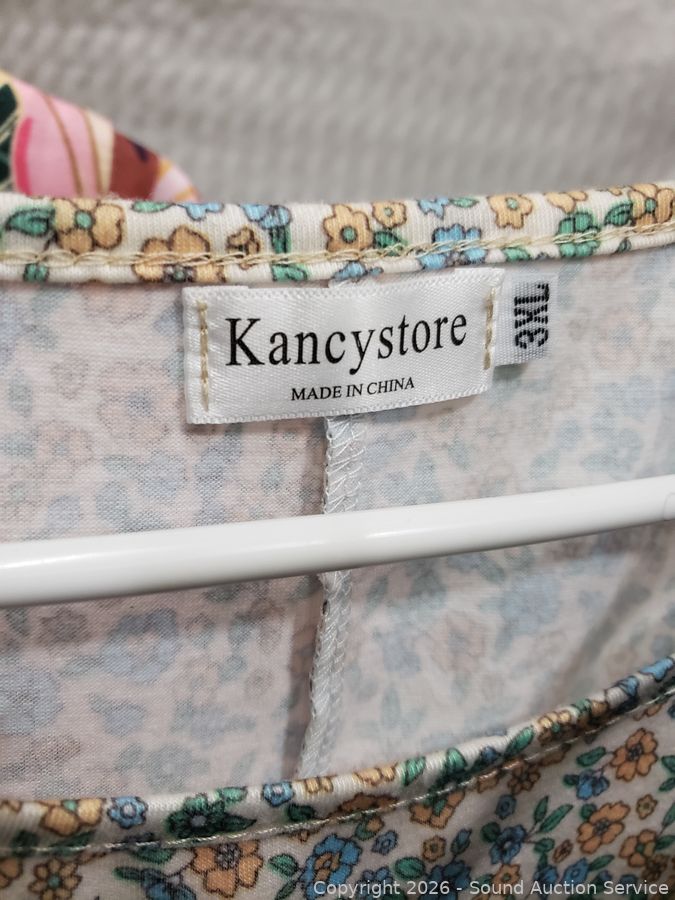 Kancystore
MADE IN CHINA
3XL
Copyright 2026 - Sound Auction Service